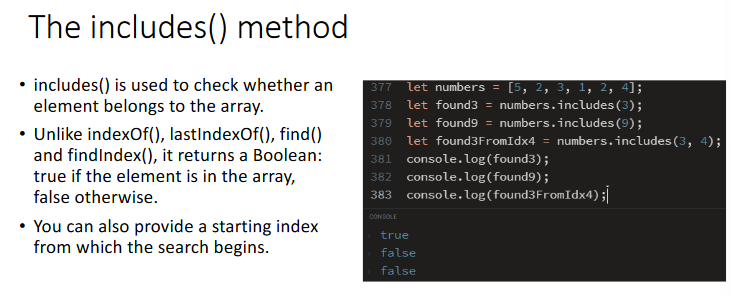 The includes() method
• includes() is used to check whether an
element belongs to the array.
• Unlike indexOf(), lastIndexOf(), find()
and findIndex(), it returns a Boolean:
true if the element is in the array,
false otherwise.
• You can also provide a starting index
from which the search begins.
377 let numbers = [5, 2, 3, 1, 2, 4];
378 let found3 = numbers.includes(3);
379 let found9 = numbers.includes(9);
380 let found3FromIdx4 = numbers.includes(3, 4);
381 console.log(found3);
382 console.log(found9);
383 console.log(found3FromIdx4);
CONSOLE
true
false
false